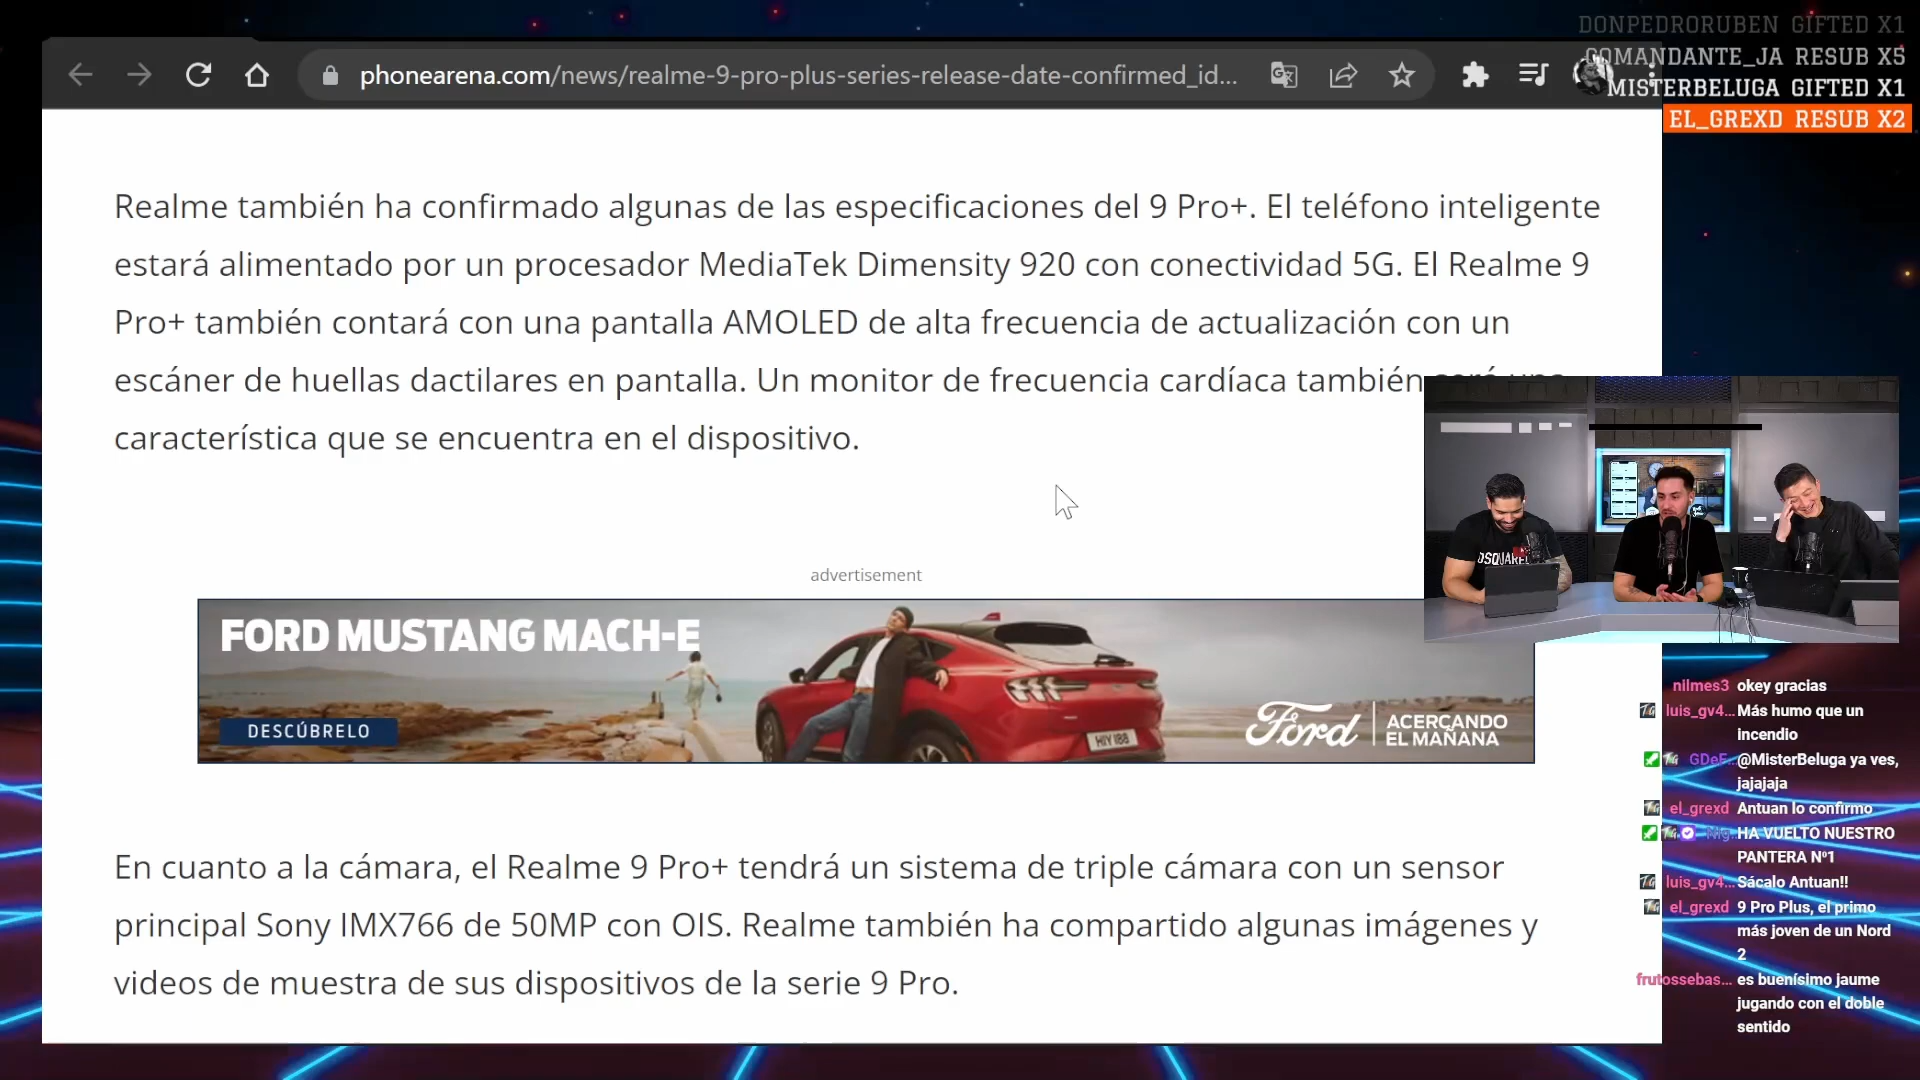 DONPEDRORUBEN GIFTED X1
COMANDANTE_JA RESUB X5
MISTERBELUGA GIFTED X1
EL_GREXD RESUB X2
phonearena.com/news/realme-9-pro-plus-series-release-date-confirmed_id...
Realme también ha confirmado algunas de las especificaciones del 9 Pro+. El teléfono inteligente
estará alimentado por un procesador MediaTek Dimensity 920 con conectividad 5G. El Realme 9
Pro+ también contará con una pantalla AMOLED de alta frecuencia de actualización con un
escáner de huellas dactilares en pantalla. Un monitor de frecuencia cardíaca también
característica que se encuentra en el dispositivo.
advertisement
FORD MUSTANG MACH-E
DESCÚBRELO
Ford
ACERCANDO
EL MAÑANA
HIY 188
En cuanto a la cámara, el Realme 9 Pro+ tendrá un sistema de triple cámara con un sensor
principal Sony IMX766 de 50MP con OIS. Realme también ha compartido algunas imágenes y
videos de muestra de sus dispositivos de la serie 9 Pro.
nilmes3 okey gracias
luis_gv4... Más humo que un
incendio
GDeF... @MisterBeluga ya ves,
jajajaja
el_grexd Antuan lo confirmo
HA VUELTO NUESTRO
PANTERA Nº1
luis_gv4... Sácalo Antuan!!
el_grexd 9 Pro Plus, el primo
más joven de un Nord
2
frutossebas... es buenísimo jaume
jugando con el doble
sentido